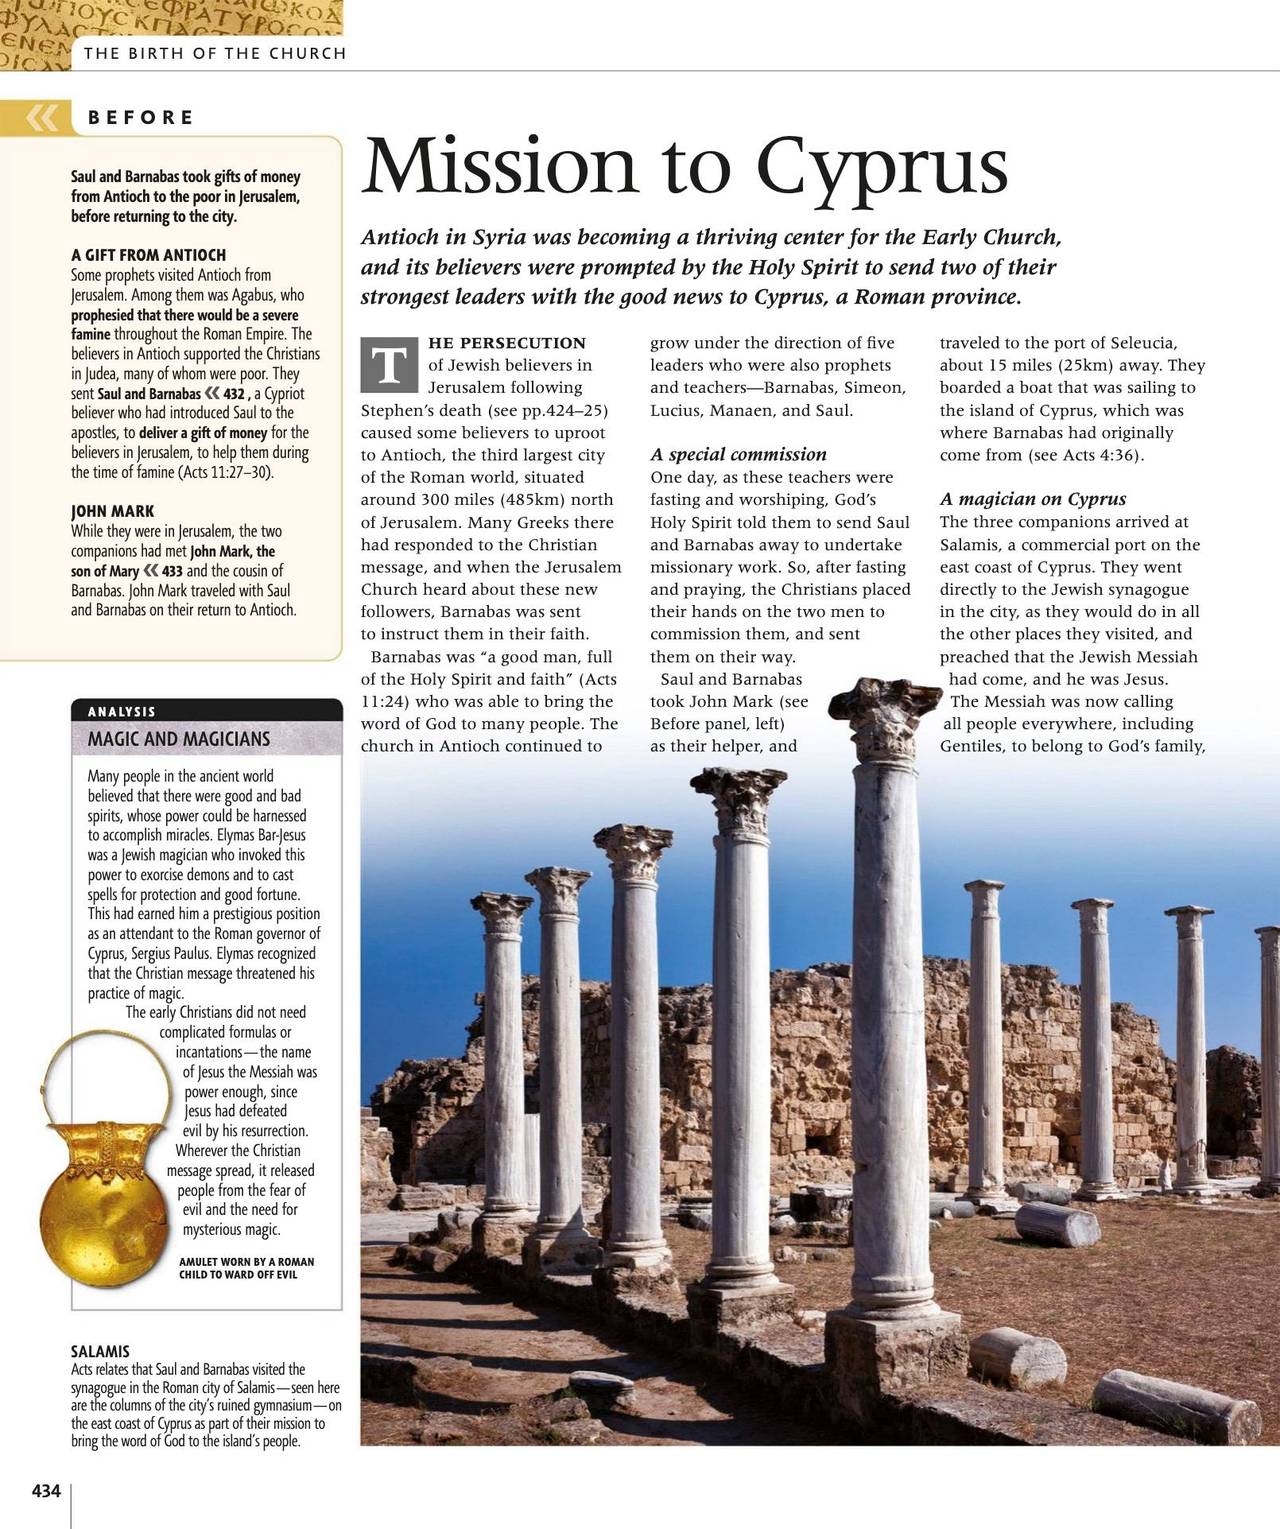 THE BIRTH OF THE CHURCH
BEFORE
Saul and Barnabas took gifts of money
from Antioch to the poor in Jerusalem,
before returning to the city.
A GIFT FROM ANTIOCH
Some prophets visited Antioch from
Jerusalem. Among them was Agabus, who
prophesied that there would be a severe
famine throughout the Roman Empire. The
believers in Antioch supported the Christians
in Judea, many of whom were poor. They
sent Saul and Barnabas « 432 , a Cypriot
believer who had introduced Saul to the
apostles, to deliver a gift of money for the
believers in Jerusalem, to help them during
the time of famine (Acts 11:27–30).
JOHN MARK
While they were in Jerusalem, the two
companions had met John Mark, the
son of Mary « 433 and the cousin of
Barnabas. John Mark traveled with Saul
and Barnabas on their return to Antioch.
ANALYSIS
MAGIC AND MAGICIANS
Many people in the ancient world
believed that there were good and bad
spirits, whose power could be harnessed
to accomplish miracles. Elymas Bar-Jesus
was a Jewish magician who invoked this
power to exorcise demons and to cast
spells for protection and good fortune.
This had earned him a prestigious position
as an attendant to the Roman governor of
Cyprus, Sergius Paulus. Elymas recognized
that the Christian message threatened his
practice of magic.
The early Christians did not need
complicated formulas or
incantations—the name
of Jesus the Messiah was
power enough, since
Jesus had defeated
evil by his resurrection.
Wherever the Christian
message spread, it released
people from the fear of
evil and the need for
mysterious magic.
AMULET WORN BY A ROMAN
CHILD TO WARD OFF EVIL
SALAMIS
Acts relates that Saul and Barnabas visited the
synagogue in the Roman city of Salamis—seen here
are the columns of the city's ruined gymnasium—on
the east coast of Cyprus as part of their mission to
bring the word of God to the island's people.
Mission to Cyprus
Antioch in Syria was becoming a thriving center for the Early Church,
and its believers were prompted by the Holy Spirit to send two of their
strongest leaders with the good news to Cyprus, a Roman province.
THE PERSECUTION
of Jewish believers in
Jerusalem following
Stephen's death (see pp.424–25)
caused some believers to uproot
to Antioch, the third largest city
of the Roman world, situated
around 300 miles (485km) north
of Jerusalem. Many Greeks there
had responded to the Christian
message, and when the Jerusalem
Church heard about these new
followers, Barnabas was sent
to instruct them in their faith.
Barnabas was “a good man, full
of the Holy Spirit and faith” (Acts
11:24) who was able to bring the
word of God to many people. The
church in Antioch continued to
grow under the direction of five
leaders who were also prophets
and teachers—Barnabas, Simeon,
Lucius, Manaen, and Saul.
A special commission
One day, as these teachers were
fasting and worshiping, God's
Holy Spirit told them to send Saul
and Barnabas away to undertake
missionary work. So, after fasting
and praying, the Christians placed
their hands on the two men to
commission them, and sent
them on their way.
Saul and Barnabas
took John Mark (see
Before panel, left)
as their helper, and
traveled to the port of Seleucia,
about 15 miles (25km) away. They
boarded a boat that was sailing to
the island of Cyprus, which was
where Barnabas had originally
come from (see Acts 4:36).
A magician on Cyprus
The three companions arrived at
Salamis, a commercial port on the
east coast of Cyprus. They went
directly to the Jewish synagogue
in the city, as they would do in all
the other places they visited, and
preached that the Jewish Messiah
had come, and he was Jesus.
The Messiah was now calling
all people everywhere, including
Gentiles, to belong to God's family,
434